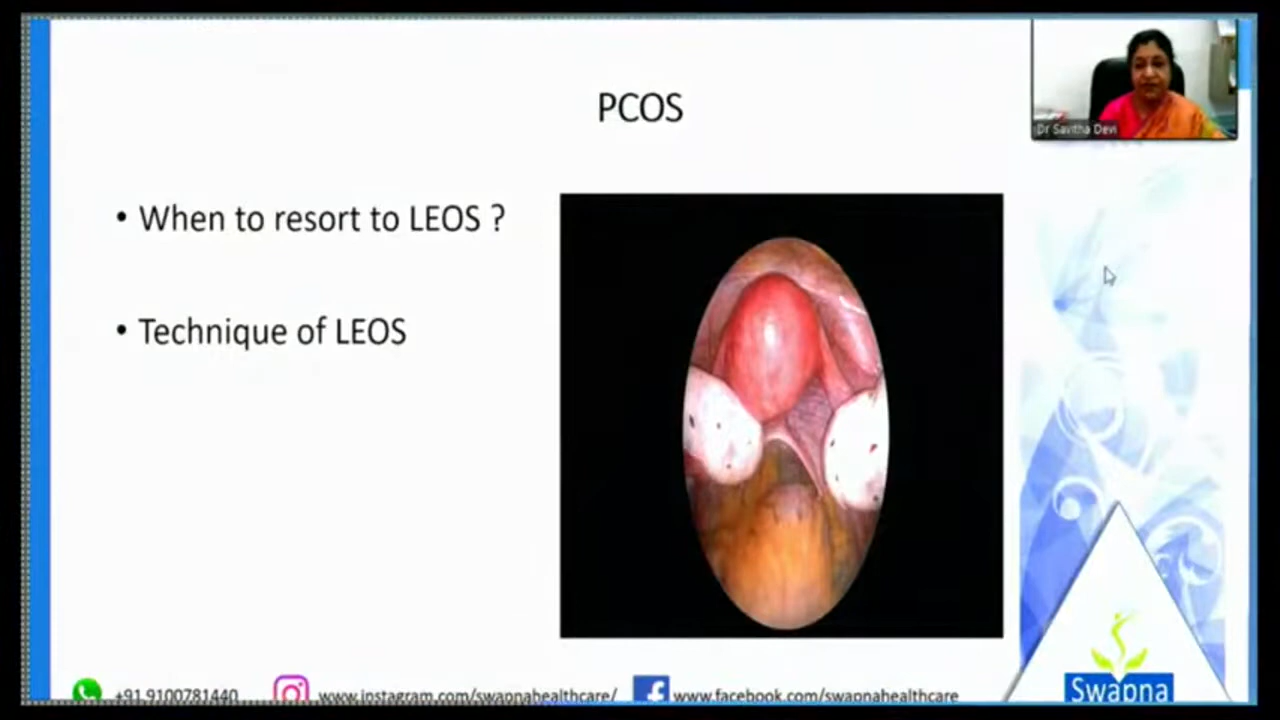 PCOS
Dr Savitha Devi
• When to resort to LEOS ?
• Technique of LEOS
+91 9100781440
www.instagram.com/swapnahealthcare/
www.facebook.com/swapnahealthcare
Swapna